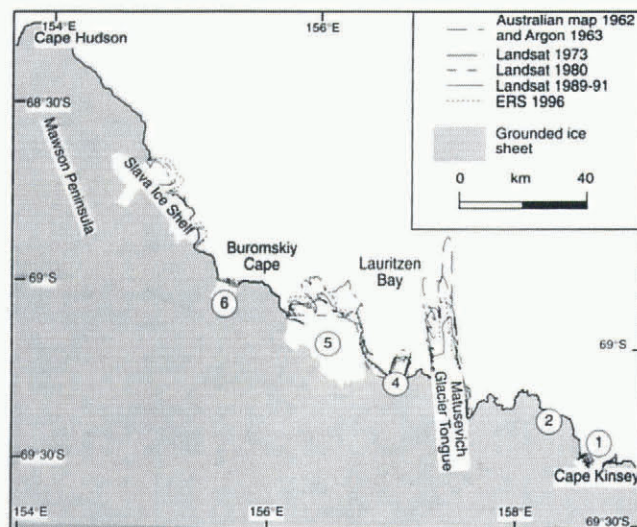 154°E
156°E
Cape Hudson
Australian map 1962
and Argon 1963
Landsat 1973
Landsat 1980
Landsat 1989-91
ERS 1996
Grounded ice
sheet
0 km 40
68°30'S
Mawson Peninsula
Slava Ice Shelf
Buromskiy
Cape
Lauritzen
Bay
69°S
6
5
4
69°S
Matusevich
Glacier Tongue
2
1
69°30'S
Cape Kinsey
154°E
156°E
158°E
69°30'S